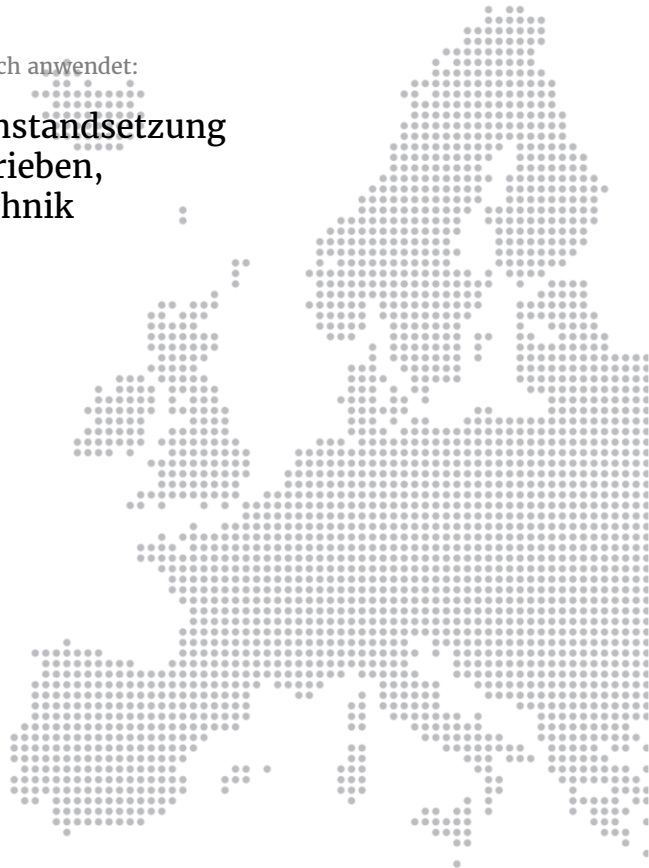 ch anwendet:
nstandsetzung
rieben,
hnik